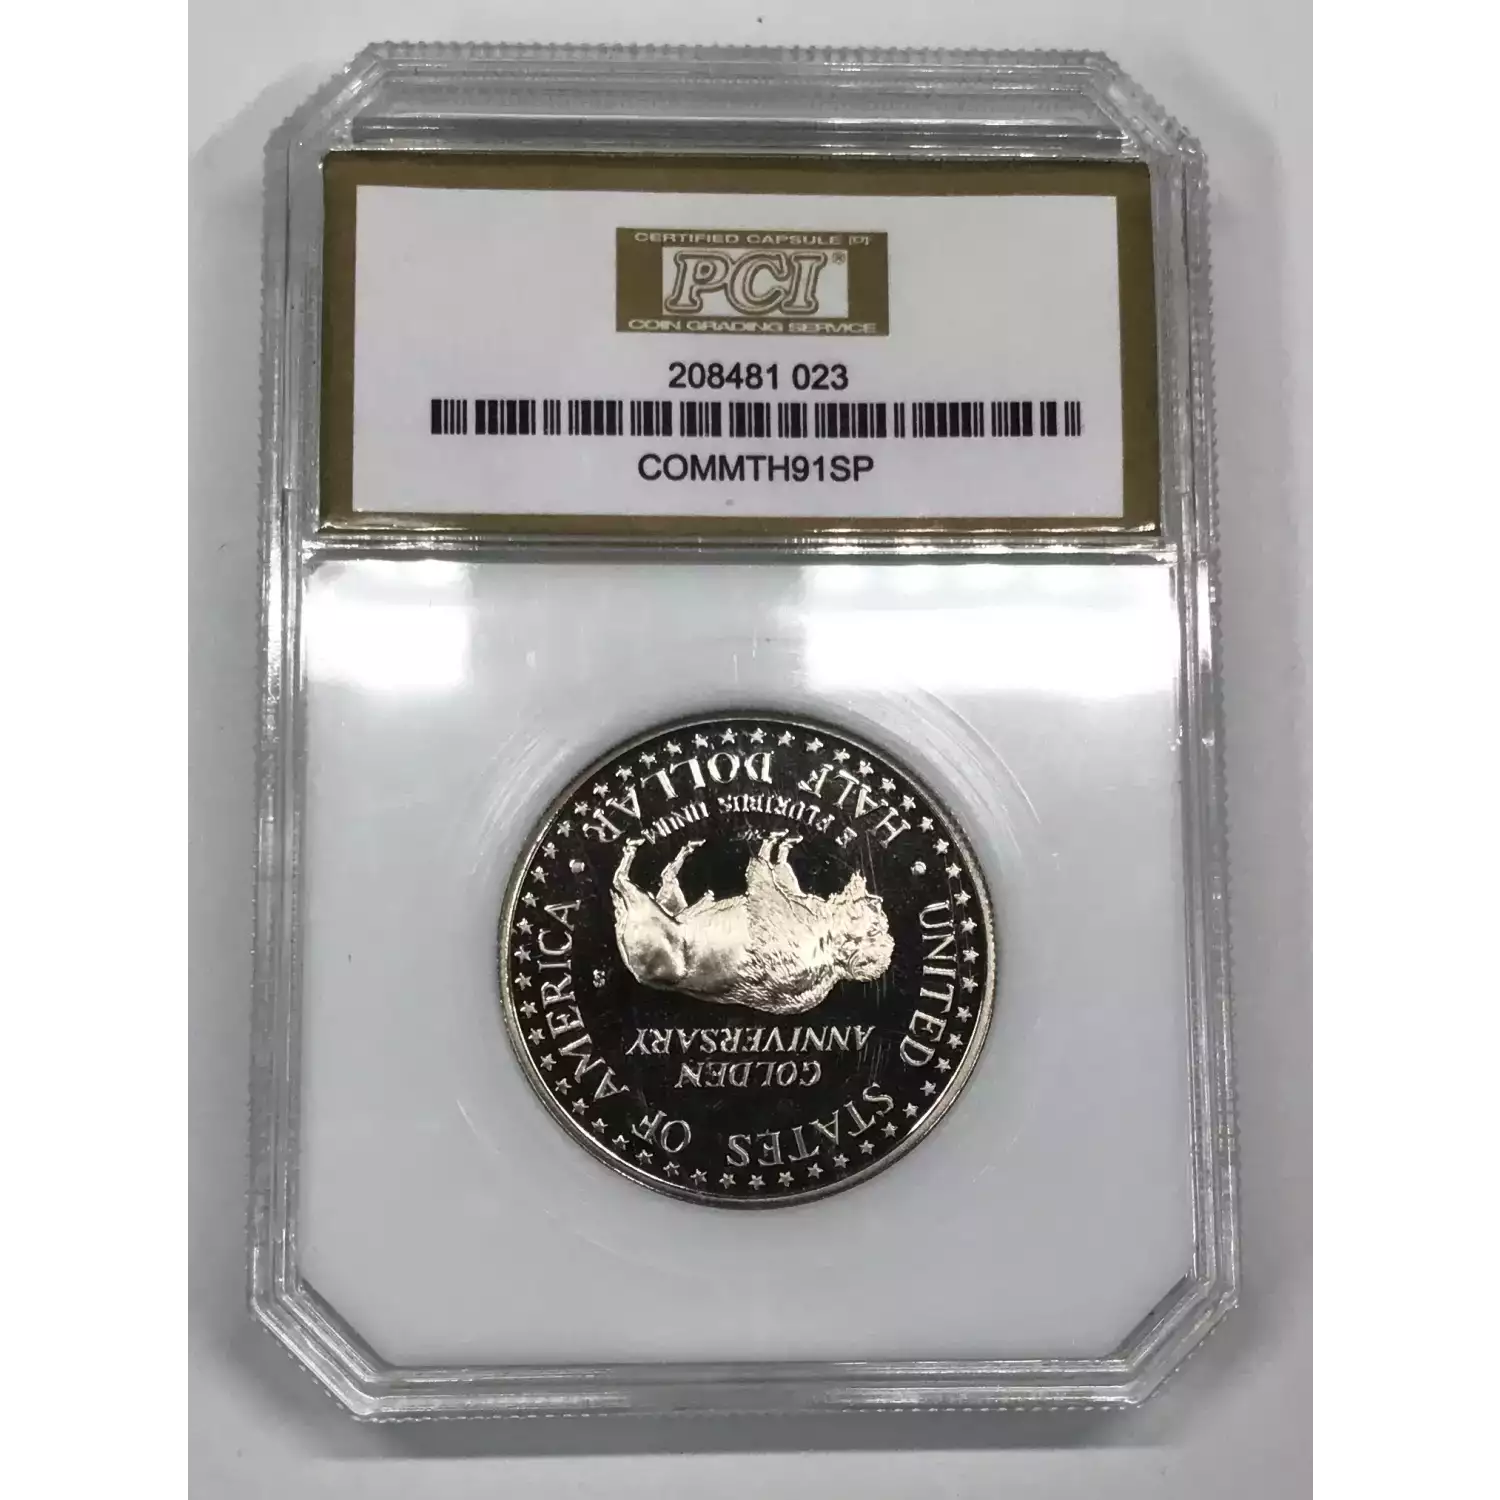 CERTIFIED CAPSULE
PCI®
COIN GRADING SERVICE
208481 023
COMMTH91SP
UNITED STATES OF AMERICA
GOLDEN
ANNIVERSARY
S
E PLURIBUS UNUM
HALF DOLLAR